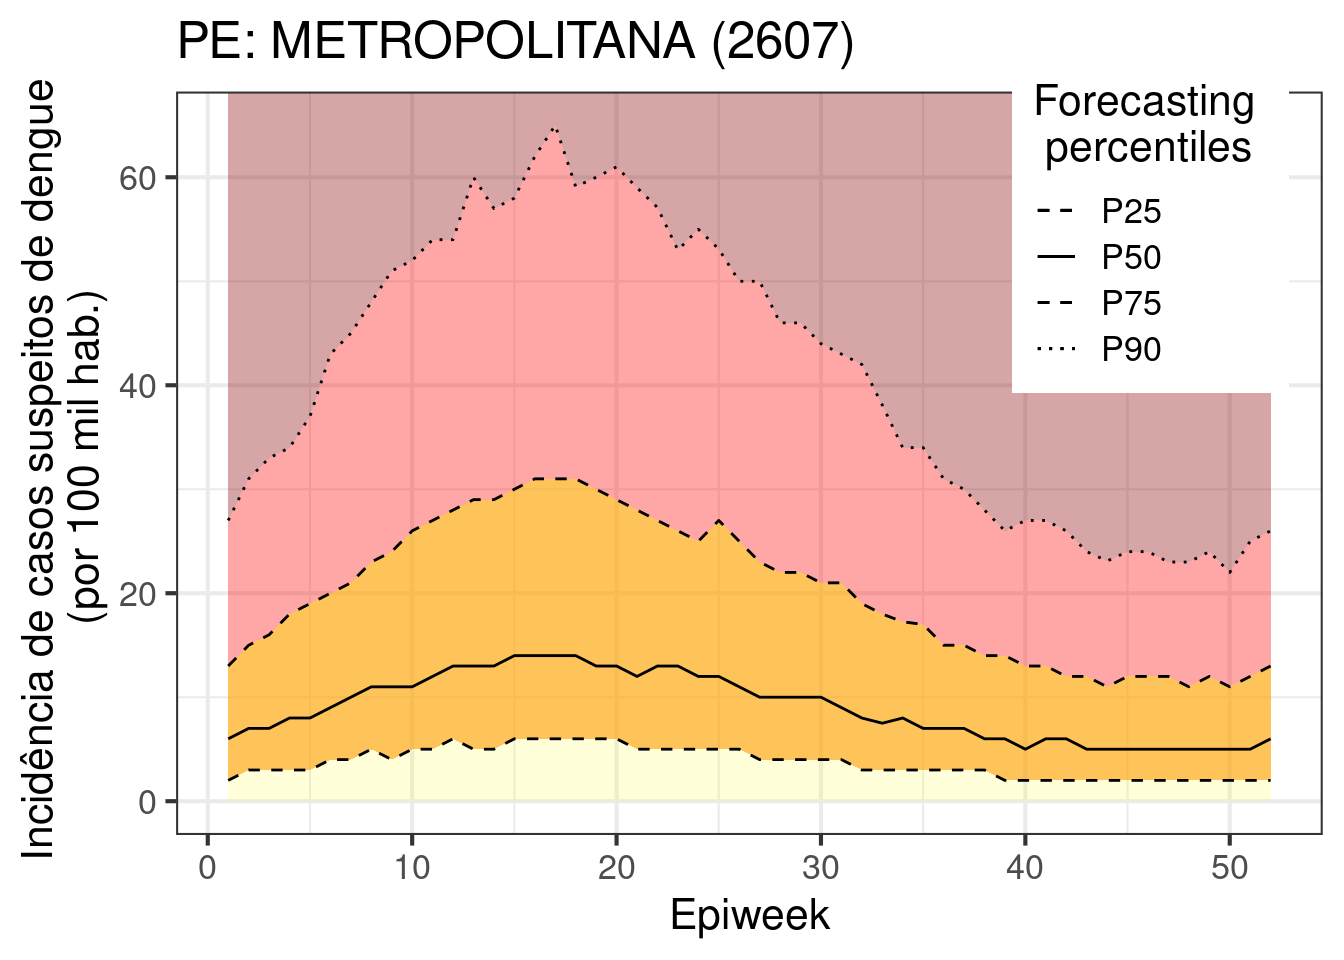 PE: METROPOLITANA (2607)
Incidência de casos suspeitos de dengue
(por 100 mil hab.)
60
40
20
0
Forecasting
percentiles
P25
P50
P75
P90
0 10 20 30 40 50
Epiweek